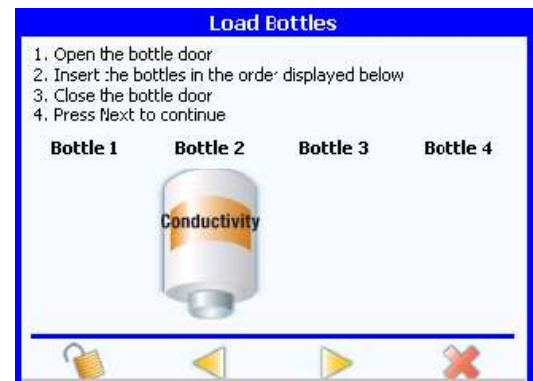 Load Bottles
1. Open the bottle door
2. Insert the bottles in the order displayed below
3. Close the bottle door
4. Press Next to continue
Bottle 1 Bottle 2 Bottle 3 Bottle 4
Conductivity